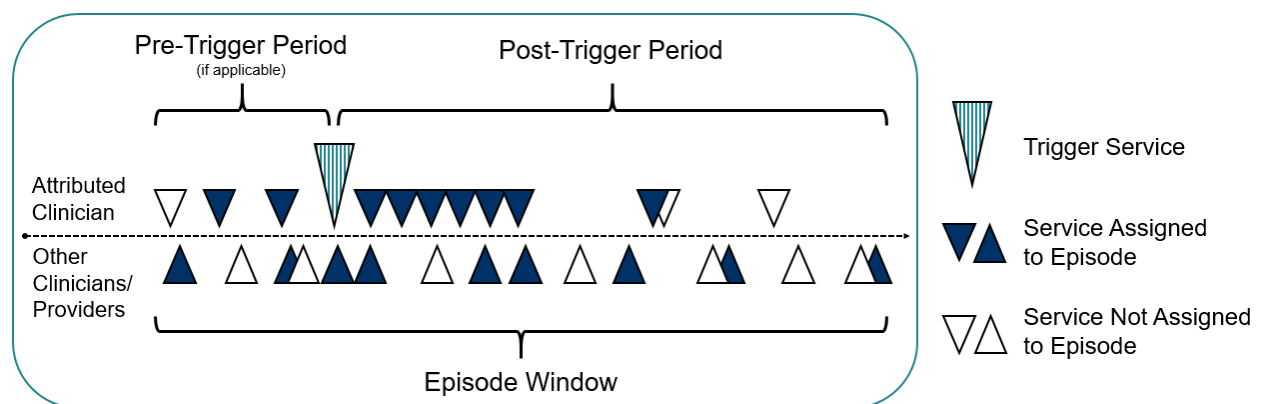 Pre-Trigger Period
(if applicable)
Post-Trigger Period
Attributed
Clinician
Other
Clinicians/
Providers
Episode Window
Trigger Service
Service Assigned
to Episode
Service Not Assigned
to Episode